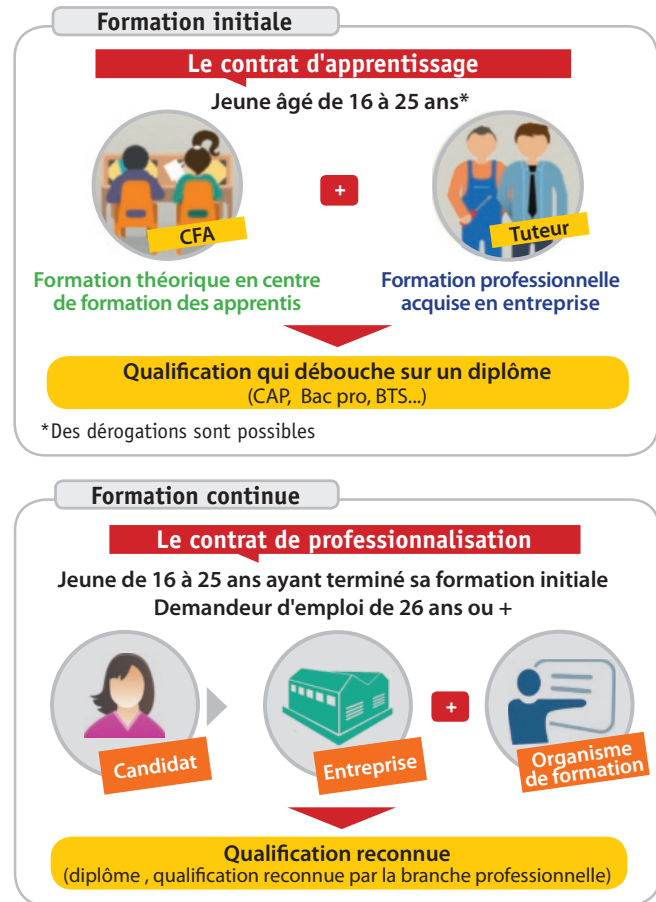 Formation initiale
Le contrat d'apprentissage
Jeune âgé de 16 à 25 ans*
CFA
+
Tuteur
Formation théorique en centre
de formation des apprentis
Formation professionnelle
acquise en entreprise
Qualification qui débouche sur un diplôme
(CAP, Bac pro, BTS...)
*Des dérogations sont possibles
Formation continue
Le contrat de professionnalisation
Jeune de 16 à 25 ans ayant terminé sa formation initiale
Demandeur d'emploi de 26 ans ou +
Candidat
Entreprise
+
Organisme
de formation
Qualification reconnue
(diplôme , qualification reconnue par la branche professionnelle)